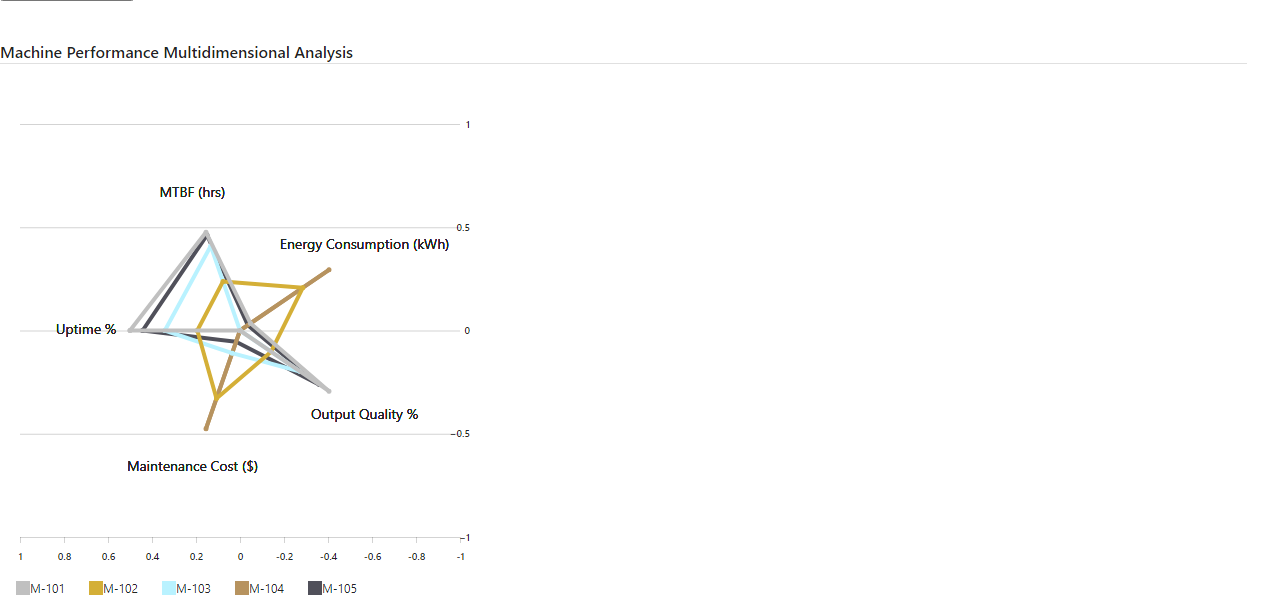 Machine Performance Multidimensional Analysis
1
MTBF (hrs)
0.5
Energy Consumption (kWh)
Uptime %
0
Output Quality %
−0.5
Maintenance Cost ($)
−1
1 0.8 0.6 0.4 0.2 0 -0.2 -0.4 -0.6 -0.8 -1
M-101 M-102 M-103 M-104 M-105